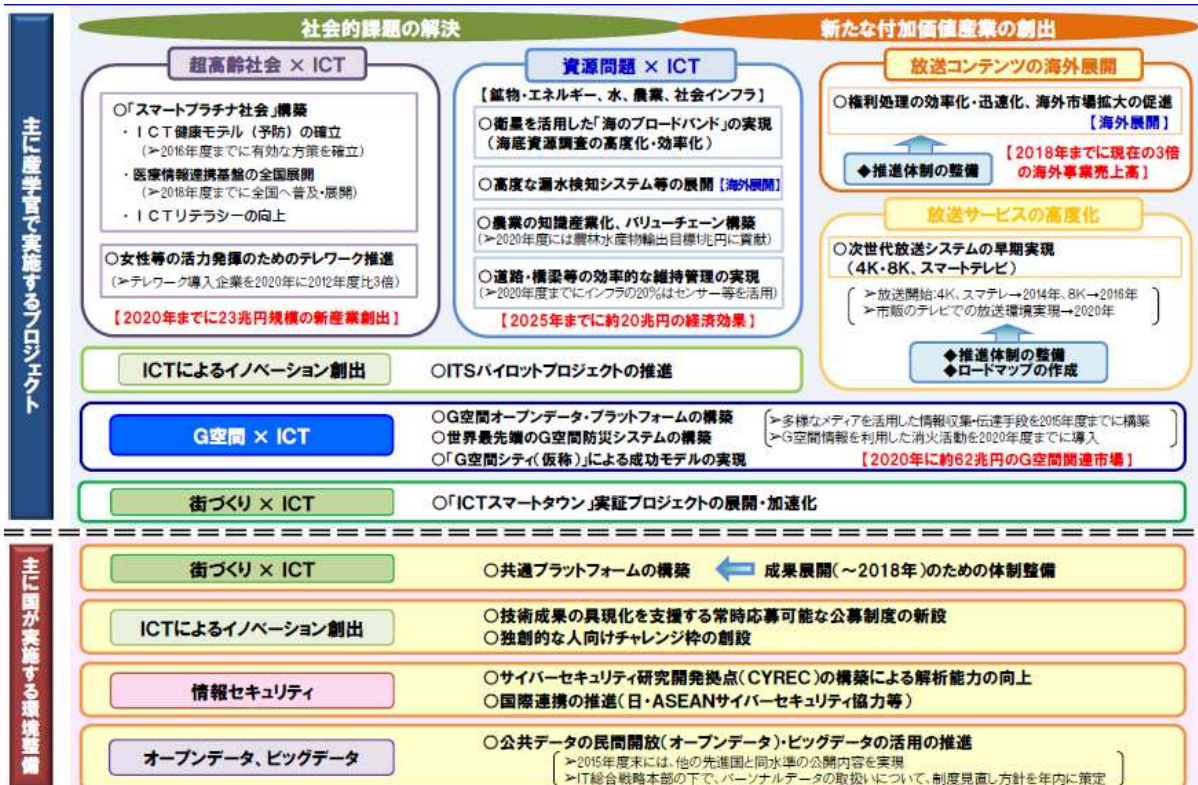 社会的課題の解決
新たな付加価値産業の創出
主に産学官で実施するプロジェクト
超高齢社会 × ICT
○「スマートプラチナ社会」構築
・ICT健康モデル(予防)の確立
(➢2016年度までに有効な方策を確立)
・医療情報連携基盤の全国展開
(➢2018年度までに全国へ普及・展開)
・ICTリテラシーの向上
○女性等の活力発揮のためのテレワーク推進
(➢テレワーク導入企業を2020年に2012年度比3倍)
【2020年までに23兆円規模の新産業創出】
資源問題 × ICT
【鉱物・エネルギー、水、農業、社会インフラ】
○衛星を活用した「海のブロードバンド」の実現
(海底資源調査の高度化・効率化)
○高度な漏水検知システム等の展開【海外展開】
○農業の知識産業化、バリューチェーン構築
(➢2020年度には農林水産物輸出目標1兆円に貢献)
○道路・橋梁等の効率的な維持管理の実現
(➢2020年度までにインフラの20%はセンサー等を活用)
【2025年までに約20兆円の経済効果】
放送コンテンツの海外展開
○権利処理の効率化・迅速化、海外市場拡大の促進
【海外展開】
◆推進体制の整備
【2018年までに現在の3倍
の海外事業売上高】
放送サービスの高度化
○次世代放送システムの早期実現
(4K・8K、スマートテレビ)
➢放送開始:4K、スマテレ→2014年、8K→2016年
➢市販のテレビでの放送環境実現→2020年
◆推進体制の整備
◆ロードマップの作成
ICTによるイノベーション創出
○ITSパイロットプロジェクトの推進
G空間 × ICT
○G空間オープンデータ・プラットフォームの構築
○世界最先端のG空間防災システムの構築
○「G空間シティ(仮称)」による成功モデルの実現
➢多様なメディアを活用した情報収集・伝達手段を2015年度までに構築
➢G空間情報を利用した消火活動を2020年度までに導入
【2020年に約62兆円のG空間関連市場】
街づくり × ICT
○「ICTスマートタウン」実証プロジェクトの展開・加速化
主に国が実施する環境整備
街づくり × ICT
○共通プラットフォームの構築
成果展開(～2018年)のための体制整備
ICTによるイノベーション創出
○技術成果の具現化を支援する常時応募可能な公募制度の新設
○独創的な人向けチャレンジ枠の創設
情報セキュリティ
○サイバーセキュリティ研究開発拠点(CYREC)の構築による解析能力の向上
○国際連携の推進(日・ASEANサイバーセキュリティ協力等)
オープンデータ、ビッグデータ
○公共データの民間開放(オープンデータ)・ビッグデータの活用の推進
➢2015年度末には、他の先進国と同水準の公開内容を実現
➢IT総合戦略本部の下で、パーソナルデータの取扱いについて、制度見直し方針を年内に策定